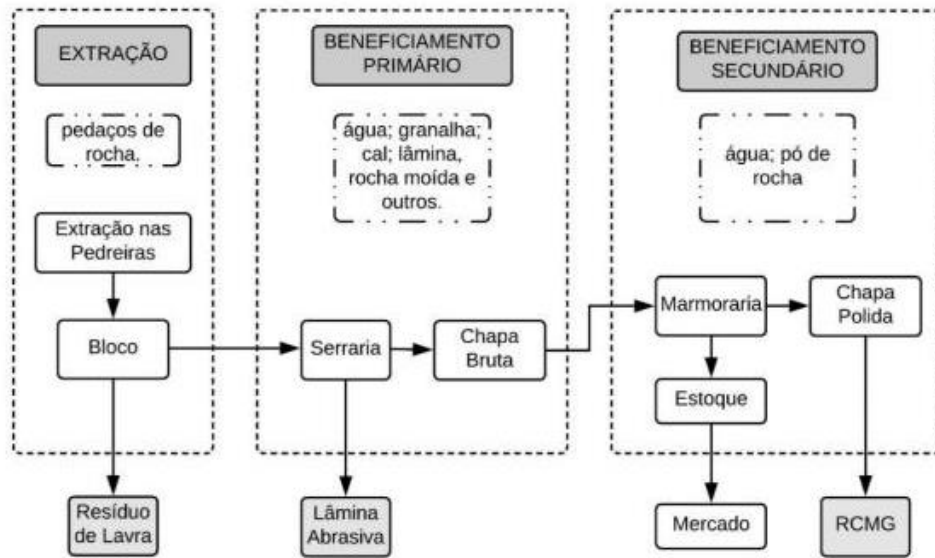 EXTRAÇÃO
pedaços de
rocha.
Extração nas
Pedreiras
Bloco
Resíduo
de Lavra
BENEFICIAMENTO
PRIMÁRIO
água; granalha;
cal; lâmina,
rocha moída e
outros.
Serraria
Chapa
Bruta
Lâmina
Abrasiva
BENEFICIAMENTO
SECUNDÁRIO
água; pó de
rocha
Marmoraria
Chapa
Polida
Estoque
Mercado
RCMG